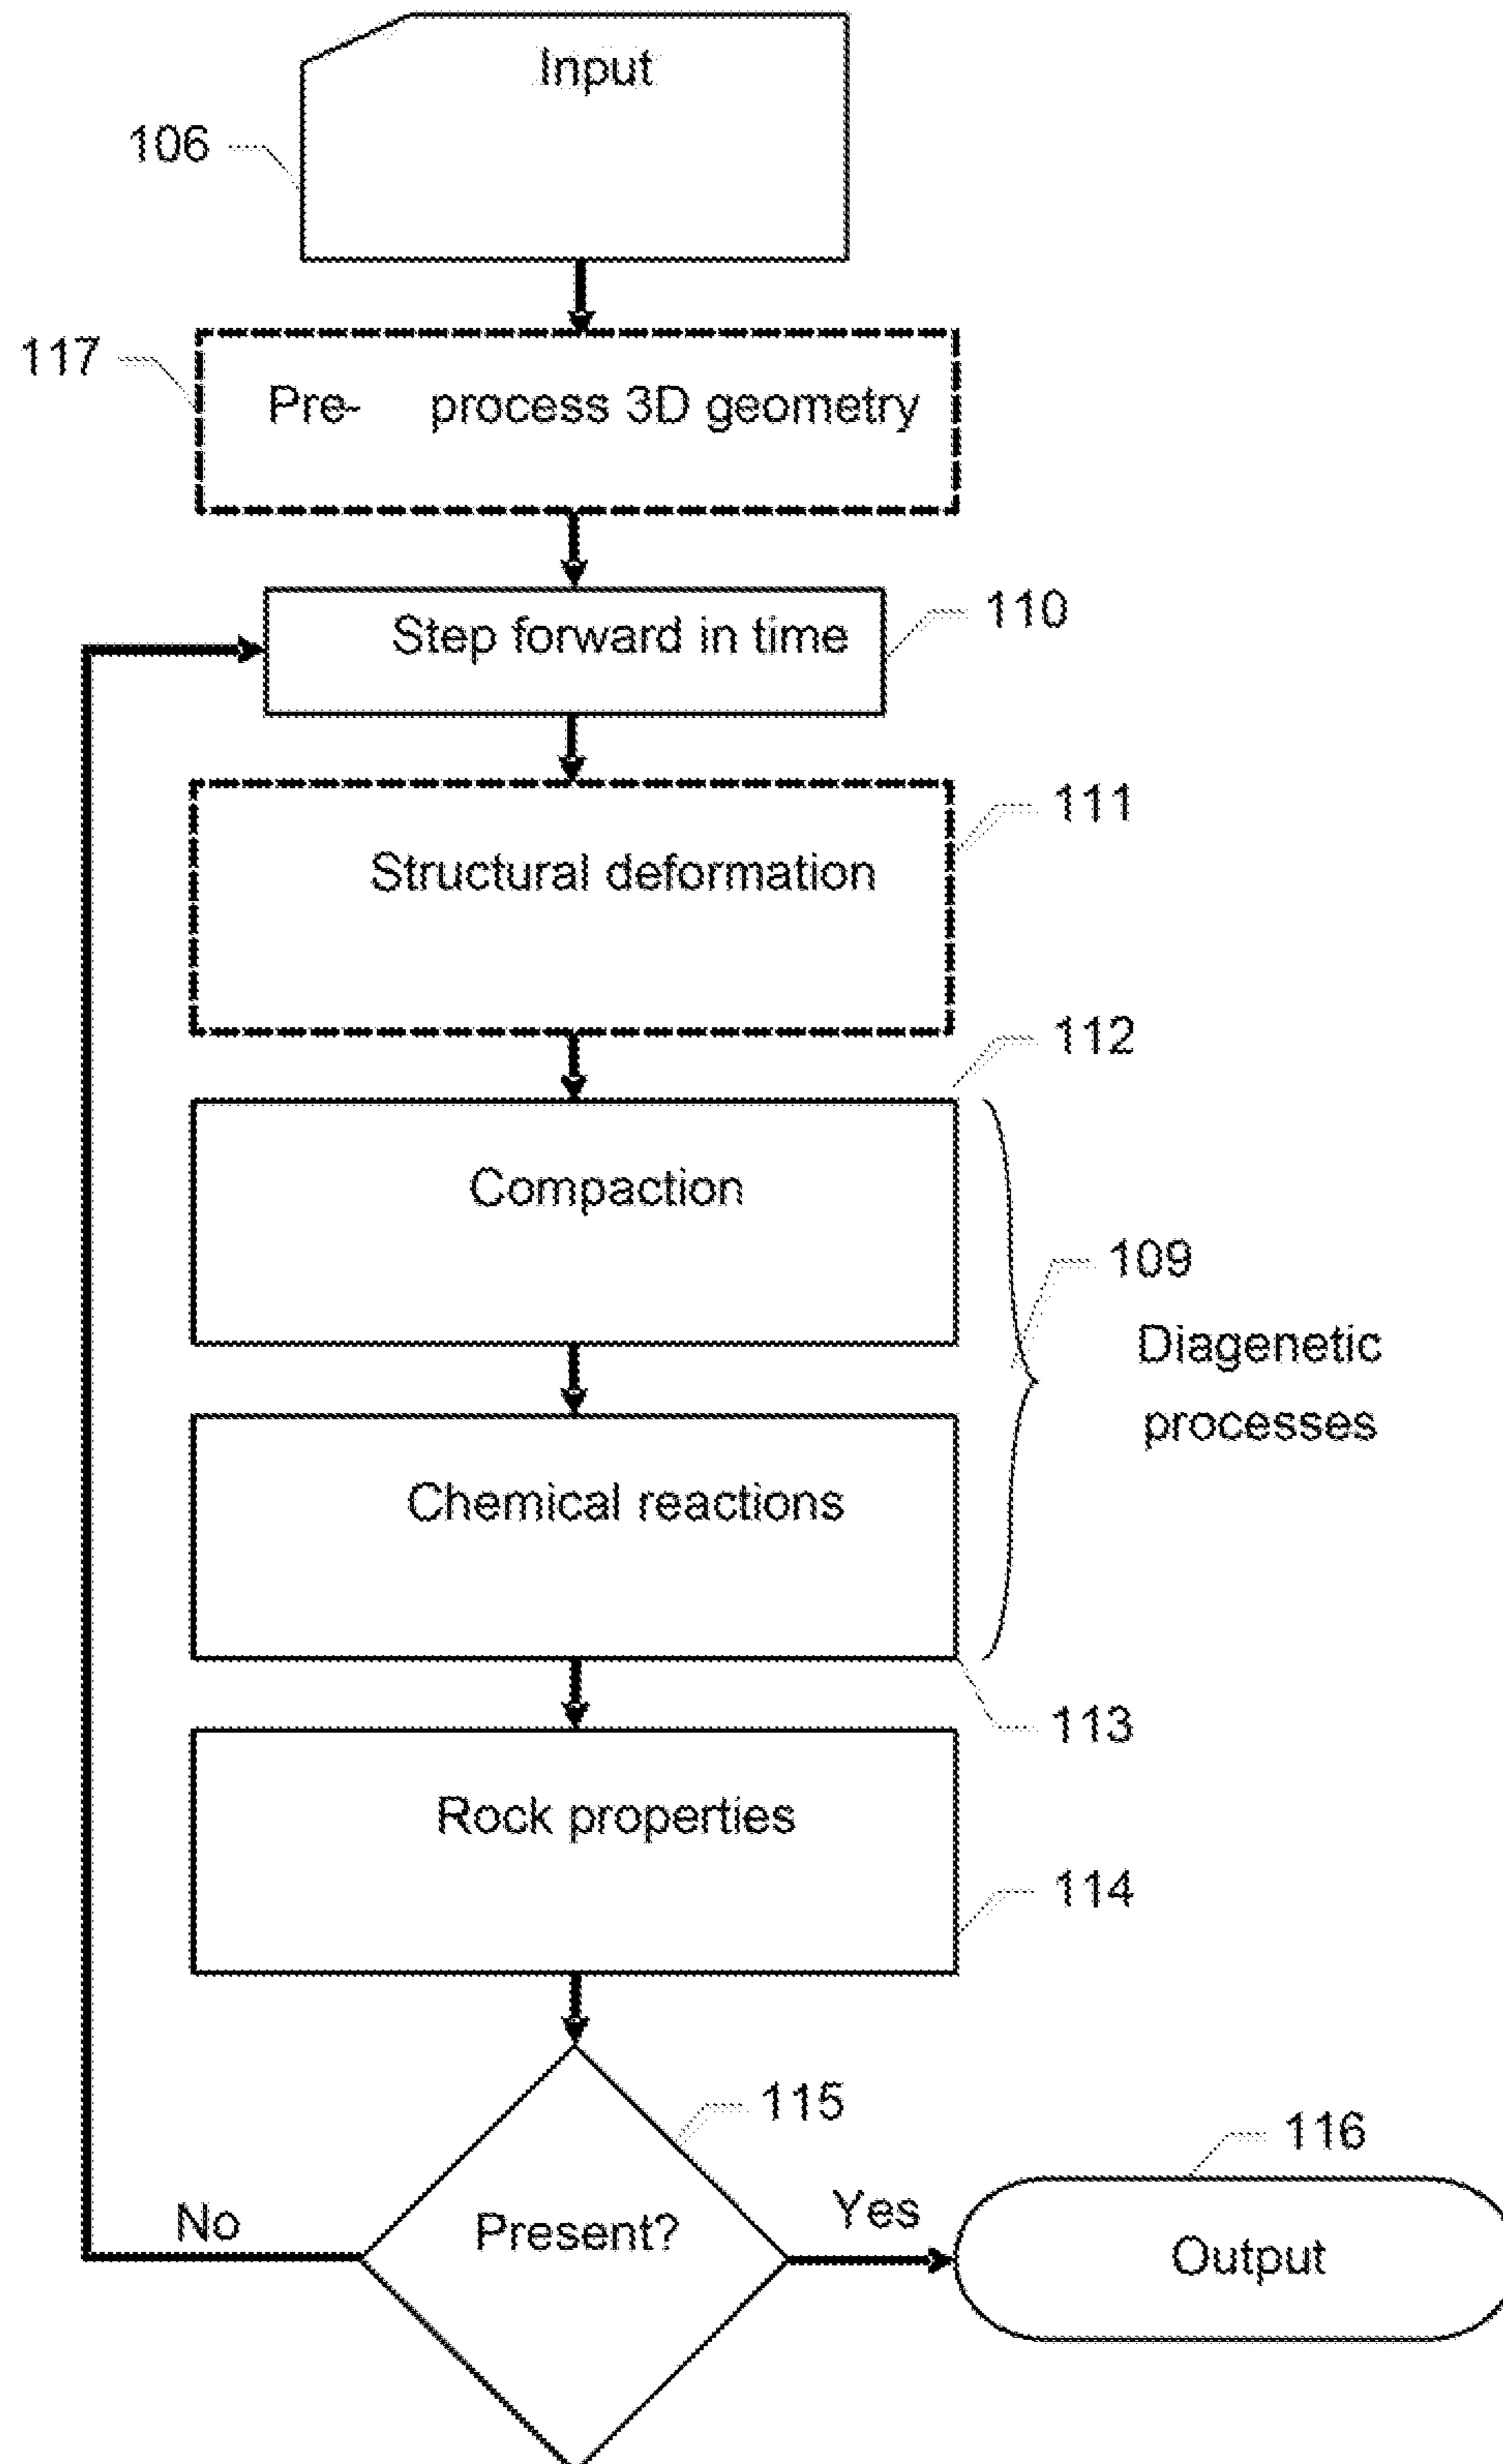 Input
106
117
Pre- process 3D geometry
Step forward in time
110
111
Structural deformation
112
Compaction
109
Diagenetic
processes
Chemical reactions
113
Rock properties
114
115
116
No
Present?
Yes
Output